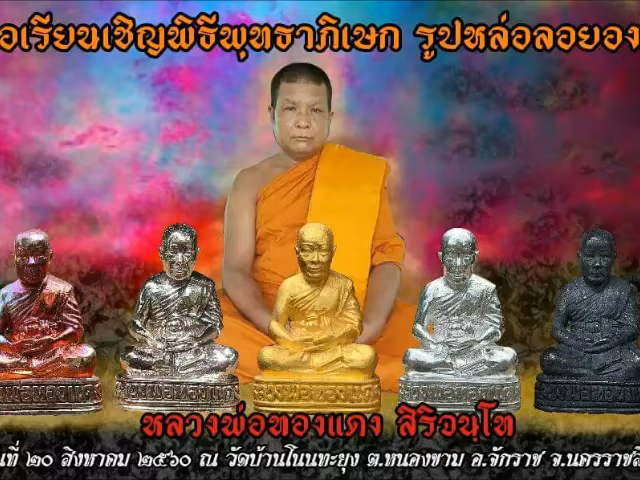 อเรียนเชิญพิธีพุทธาภิเษก รูปหล่อลอยอง
หลวงพ่อทองแดง สิริวนฺโท
นที่ ๒๐ สิงหาคม ๒๕๖๐ ณ วัดบ้านโนนทะยุง ต.หนองขาม อ.จักราช จ.นครราชสี